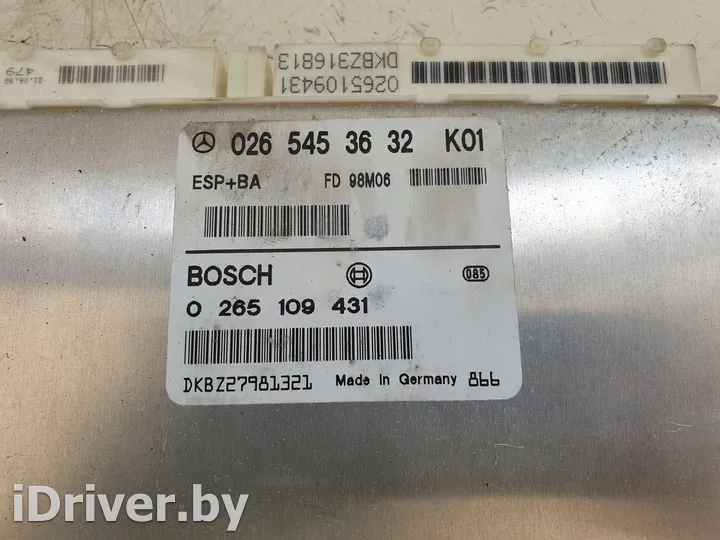 21.06.98
479
DKBZ316813
0265109431
026 545 36 32 K01
ESP+BA FD 98M06
BOSCH 085
0 265 109 431
DKBZ27981321 Made in Germany 866
iDriver.by